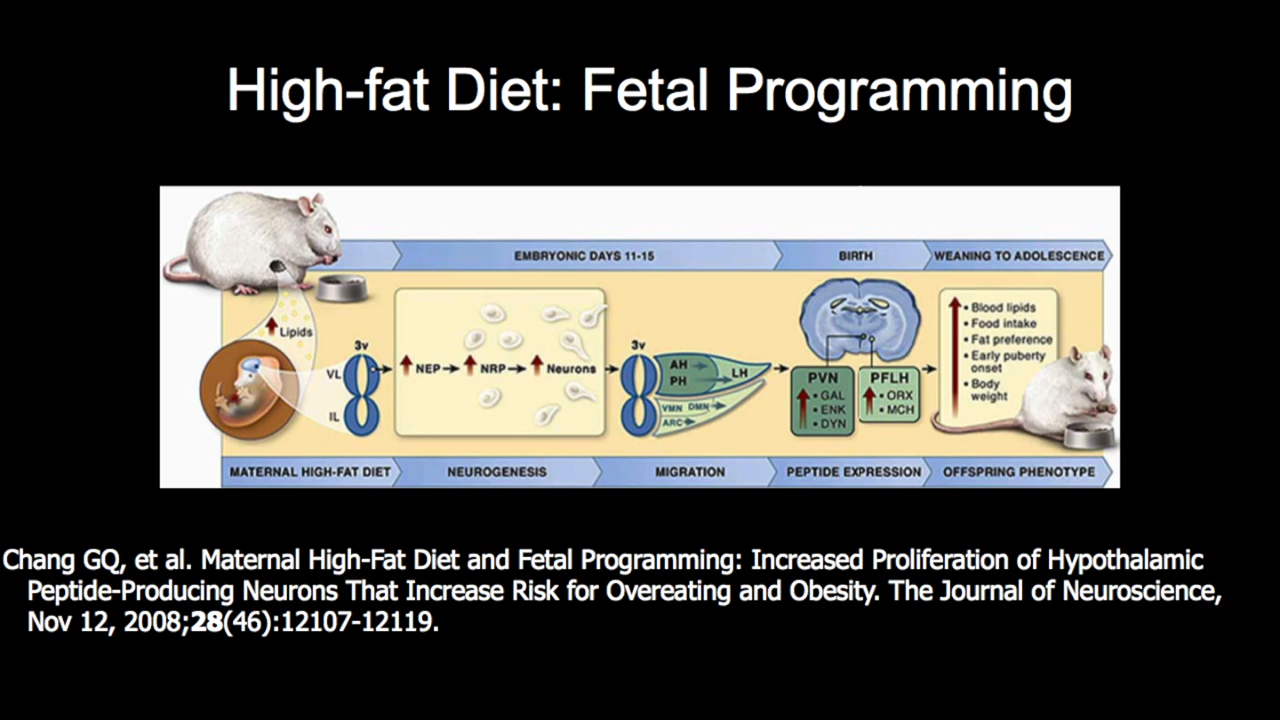 High-fat Diet: Fetal Programming
EMBRYONIC DAYS 11-15
BIRTH
WEANING TO ADOLESCENCE
Lipids
3v
VL
IL
NEP
NRP
Neurons
3v
AH
PH
LH
VMN
DMN
ARC
PVN
• GAL
• ENK
• DYN
PFLH
• ORX
• MCH
• Blood lipids
• Food intake
• Fat preference
• Early puberty
onset
• Body
weight
MATERNAL HIGH-FAT DIET
NEUROGENESIS
MIGRATION
PEPTIDE EXPRESSION
OFFSPRING PHENOTYPE
Chang GQ, et al. Maternal High-Fat Diet and Fetal Programming: Increased Proliferation of Hypothalamic
Peptide-Producing Neurons That Increase Risk for Overeating and Obesity. The Journal of Neuroscience,
Nov 12, 2008;28(46):12107-12119.